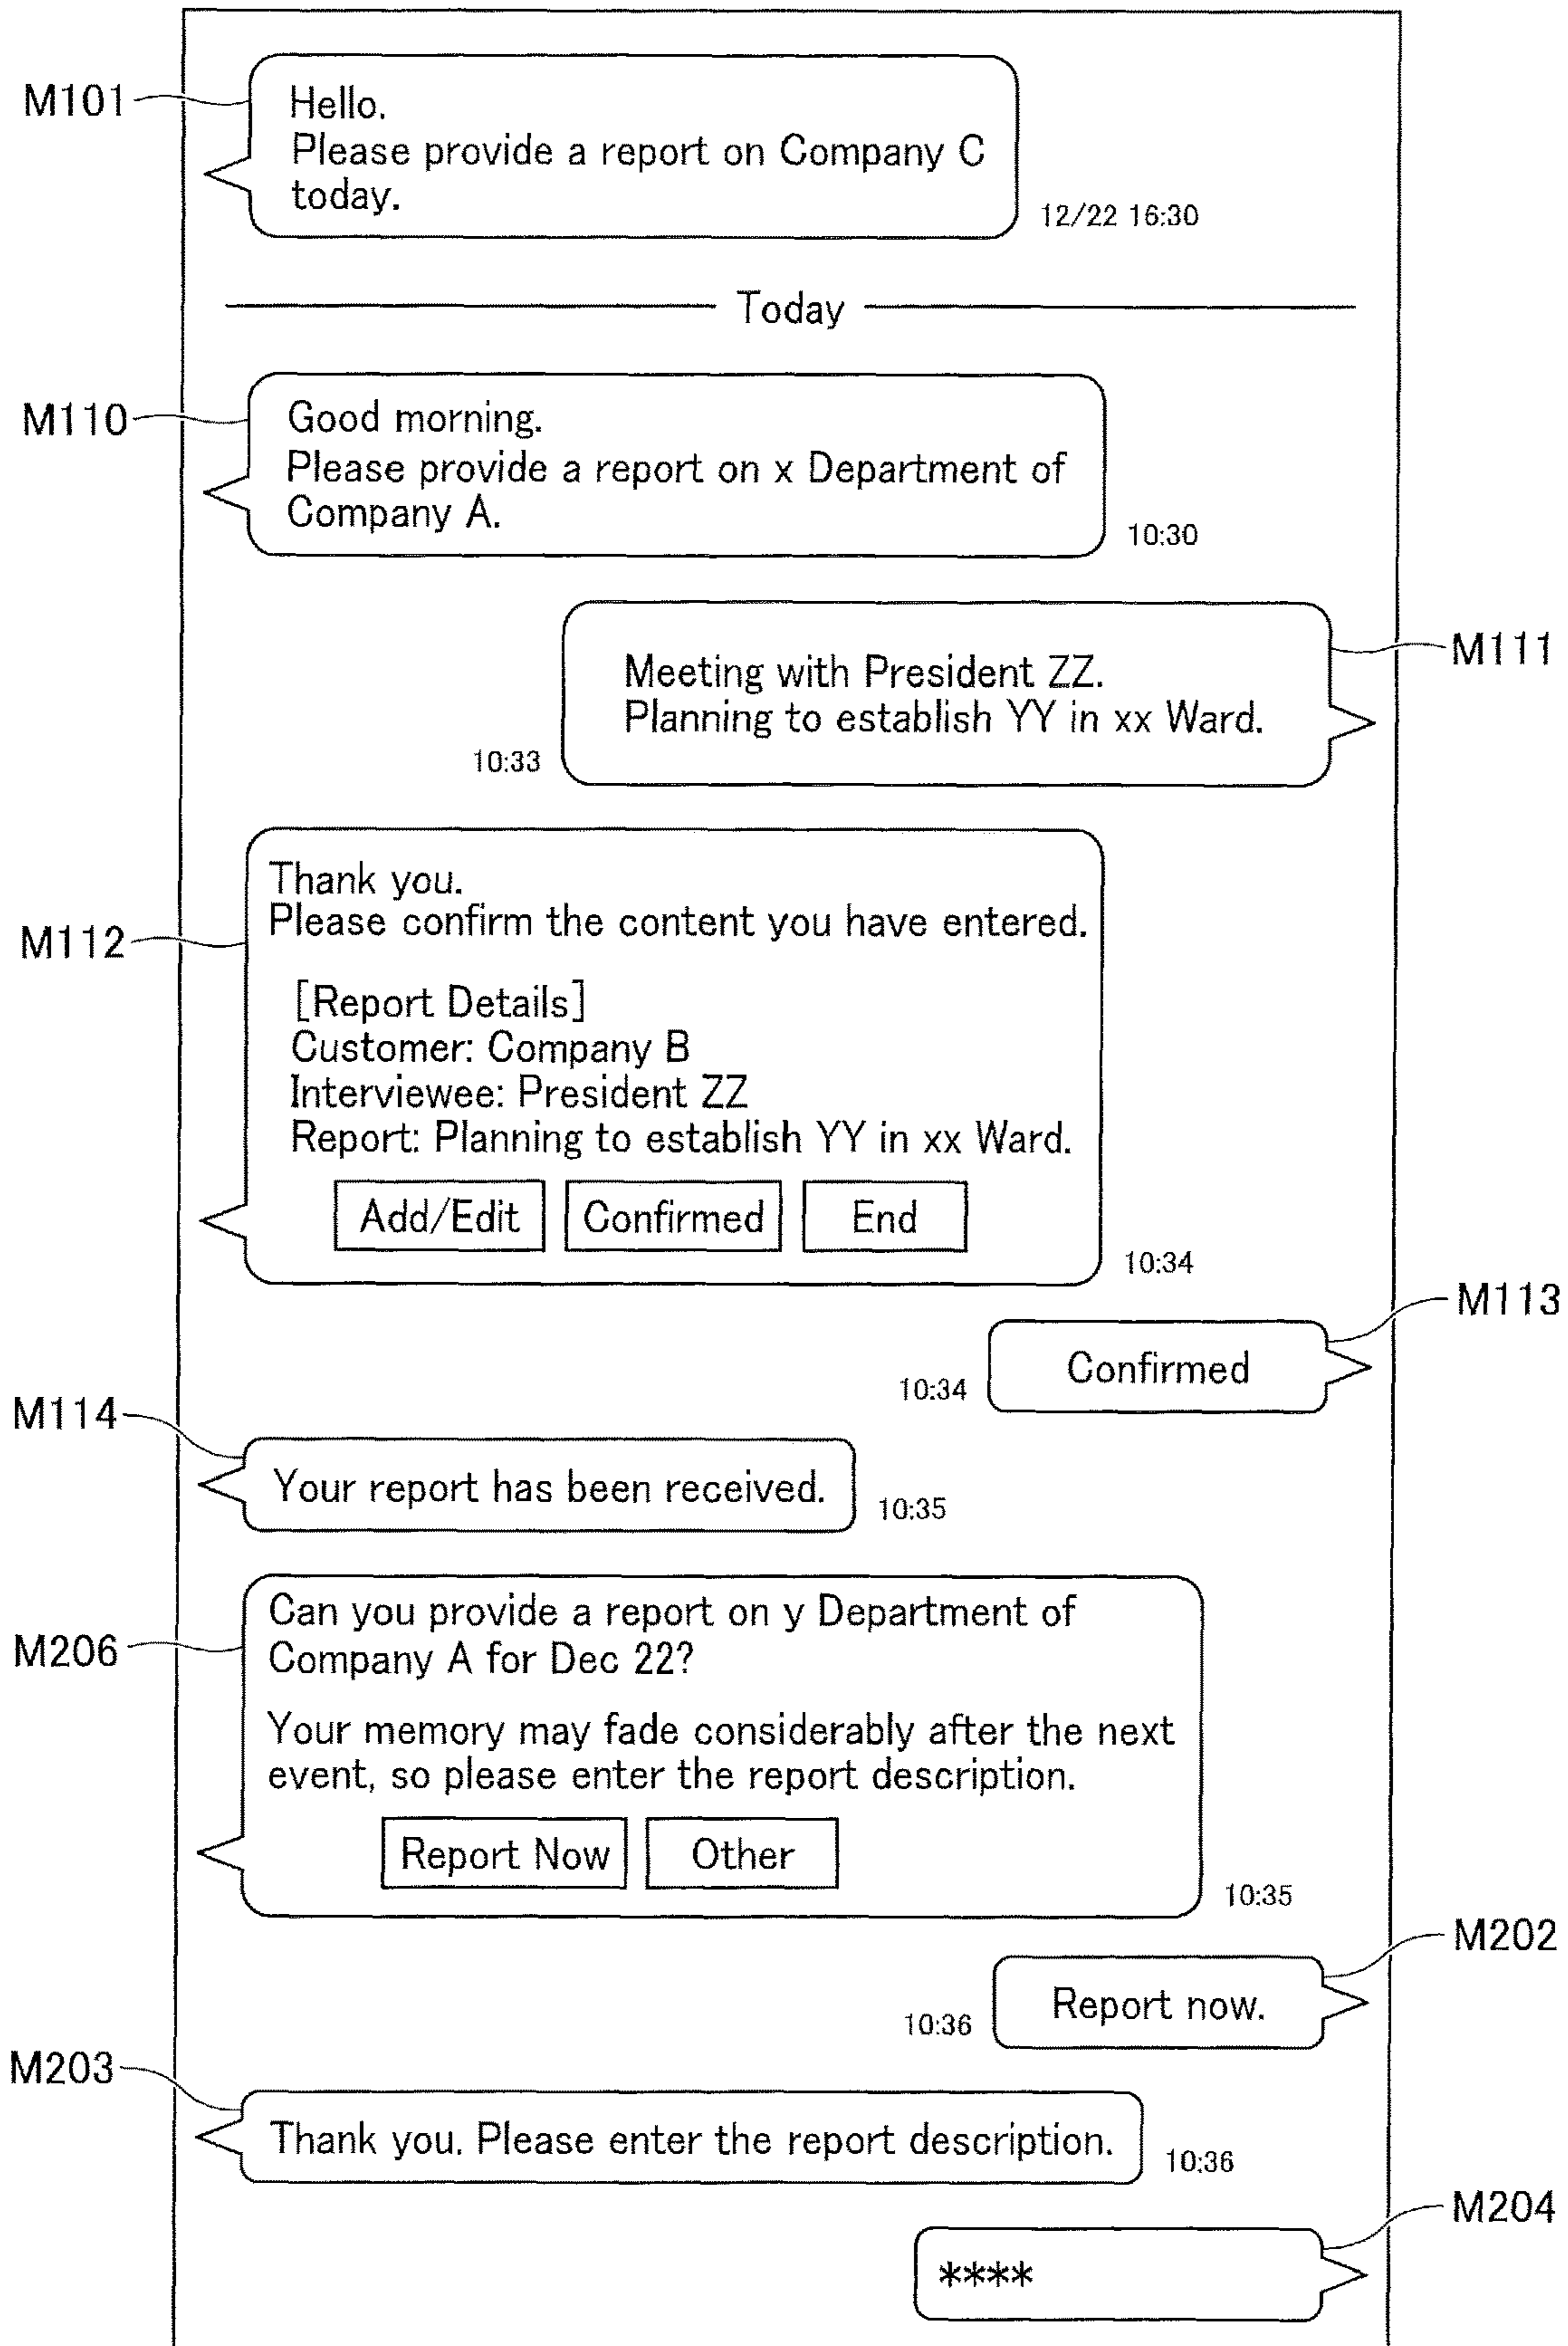 M101
Hello.
Please provide a report on Company C
today.
12/22 16:30
Today
M110
Good morning.
Please provide a report on x Department of
Company A.
10:30
M111
Meeting with President ZZ.
Planning to establish YY in xx Ward.
10:33
M112
Thank you.
Please confirm the content you have entered.
[Report Details]
Customer: Company B
Interviewee: President ZZ
Report: Planning to establish YY in xx Ward.
Add/Edit Confirmed End
10:34
M113
Confirmed
10:34
M114
Your report has been received.
10:35
M206
Can you provide a report on y Department of
Company A for Dec 22?
Your memory may fade considerably after the next
event, so please enter the report description.
Report Now Other
10:35
M202
Report now.
10:36
M203
Thank you. Please enter the report description.
10:36
M204
****